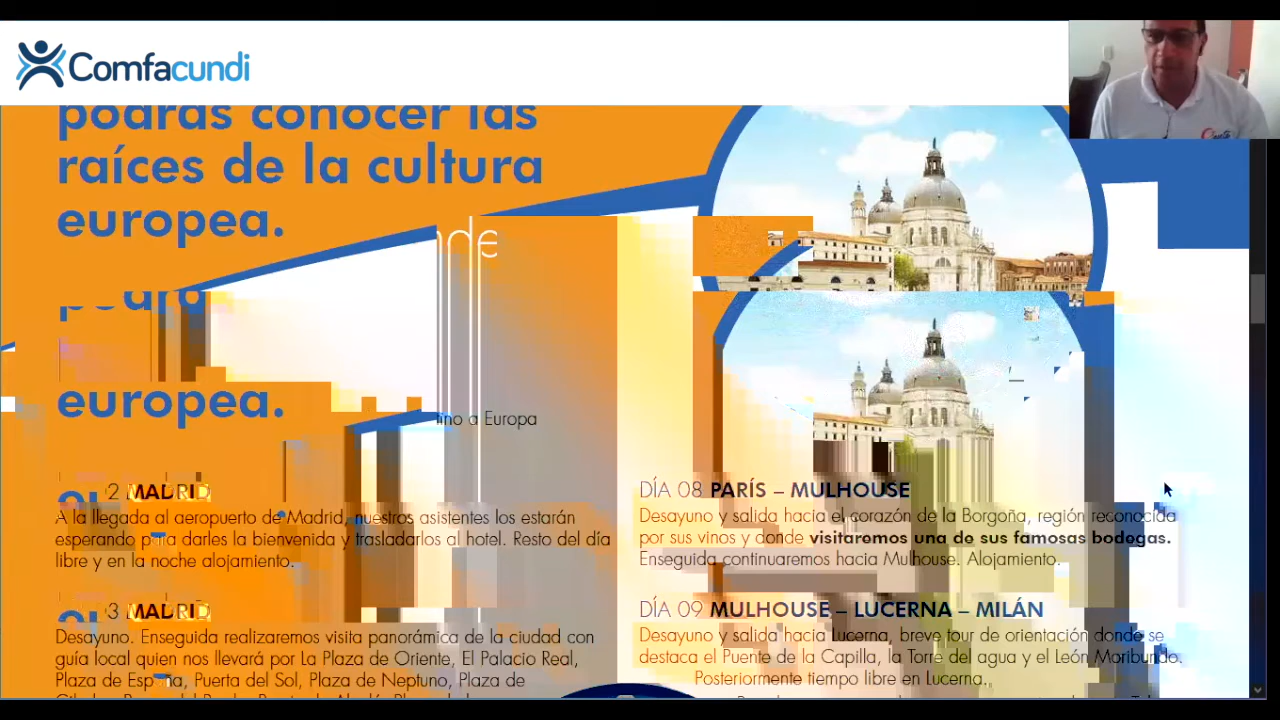 Comfacundi
podrás conocer las
raíces de la cultura
europea.
europea.
ino a Europa
02 MADRID
A la llegada al aeropuerto de Madrid, nuestros asistentes los estarán
esperando para darles la bienvenida y trasladarlos al hotel. Resto del día
libre y en la noche alojamiento.
03 MADRID
Desayuno. Enseguida realizaremos visita panorámica de la ciudad con
guía local quien nos llevará por La Plaza de Oriente, El Palacio Real,
Plaza de España, Puerta del Sol, Plaza de Neptuno, Plaza de
DÍA 08 PARÍS – MULHOUSE
Desayuno y salida hacia el corazón de la Borgoña, región reconocida
por sus vinos y donde visitaremos una de sus famosas bodegas.
Enseguida continuaremos hacia Mulhouse. Alojamiento.
DÍA 09 MULHOUSE – LUCERNA – MILÁN
Desayuno y salida hacia Lucerna, breve tour de orientación donde se
destaca el Puente de la Capilla, la Torre del agua y el León Moribundo.
Posteriormente tiempo libre en Lucerna.